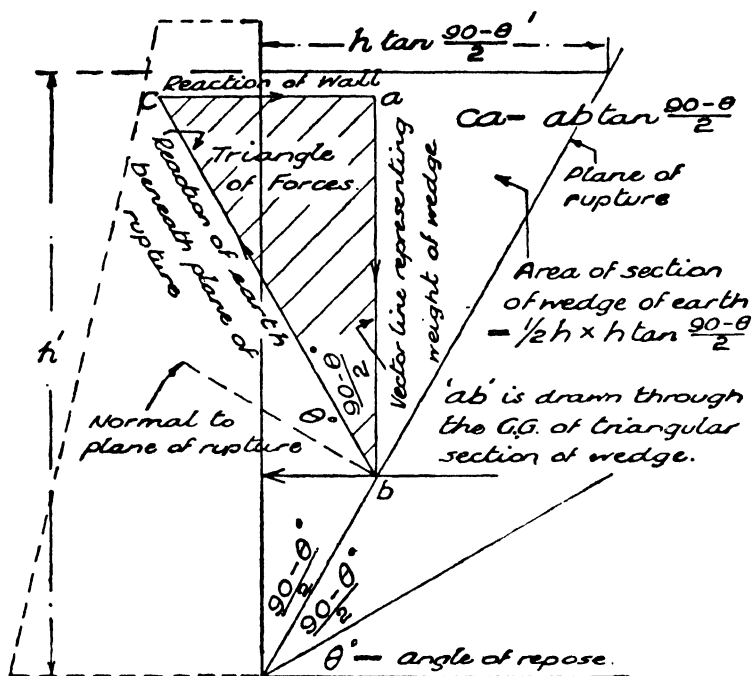 h tan 90-θ'/2
Reaction of Wall
c
a
ca = ab tan 90-θ/2
Triangle
of Forces.
Reaction of earth
beneath plane of
rupture
Vector line representing
weight of wedge
Plane of
rupture
Area of section
of wedge of earth
= 1/2 h × h tan 90-θ/2
h'
90-θ°/2
θ°
Normal to
plane of rupture
'ab' is drawn through
the C.G. of triangular
section of wedge.
b
90-θ°/2
90-θ°/2
θ° — angle of repose.